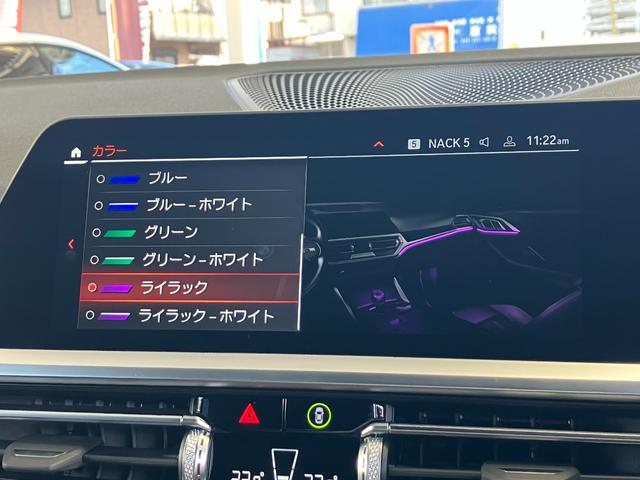 カラー
5 NACK 5 11:22am
ブルー
ブルー-ホワイト
グリーン
グリーン-ホワイト
ライラック
ライラック-ホワイト